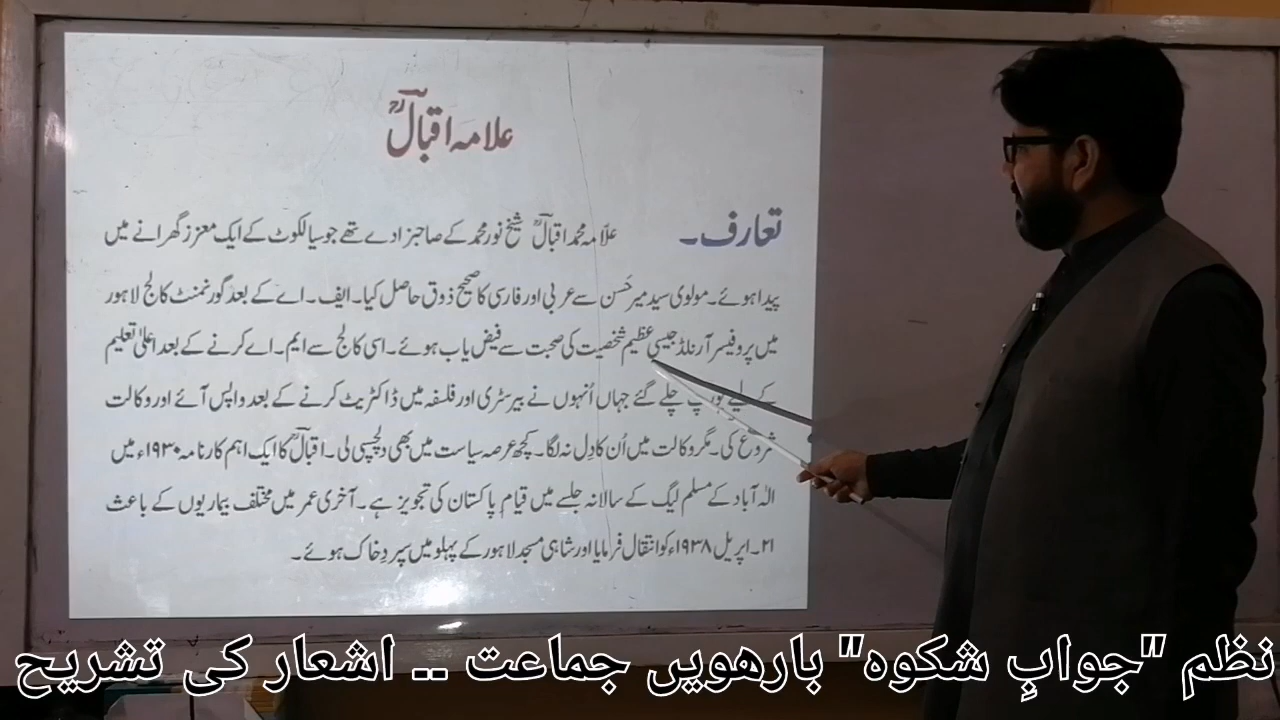 علامہ اقبالؒ
تعارف۔ علاّمہ محمد اقبالؒ شیخ نور محمد کے صاحبزادے تھے جو سیالکوٹ کے ایک معزز گھرانے میں
پیدا ہوئے۔ مولوی سید میر حَسن سے عربی اور فارسی کا صحیح ذوق حاصل کیا۔ ایف۔ اے کے بعد گورنمنٹ کالج لاہور
میں پروفیسر آرنلڈ جیسی عظیم شخصیت کی صحبت سے فیض یاب ہوئے۔ اسی کالج سے ایم۔ اے کرنے کے بعد اعلیٰ تعلیم
کے لیے یورپ چلے گئے جہاں اُنہوں نے بیرسٹری اور فلسفہ میں ڈاکٹریٹ کرنے کے بعد واپس آئے اور وکالت
شروع کی۔ مگر وکالت میں اُن کا دِل نہ لگا۔ کچھ عرصہ سیاست میں بھی دلچسپی لی۔ اقبالؒ کا ایک اہم کارنامہ ۱۹۳۰ء میں
الٰہ آباد کے مسلم لیگ کے سالانہ جلسے میں قیامِ پاکستان کی تجویز ہے۔ آخری عمر میں مختلف بیماریوں کے باعث
۲۱۔ اپریل ۱۹۳۸ء کو انتقال فرمایا اور شاہی مسجد لاہور کے پہلو میں سپردِ خاک ہوئے۔
نظم "جوابِ شکوہ" بارھویں جماعت -- اشعار کی تشریح